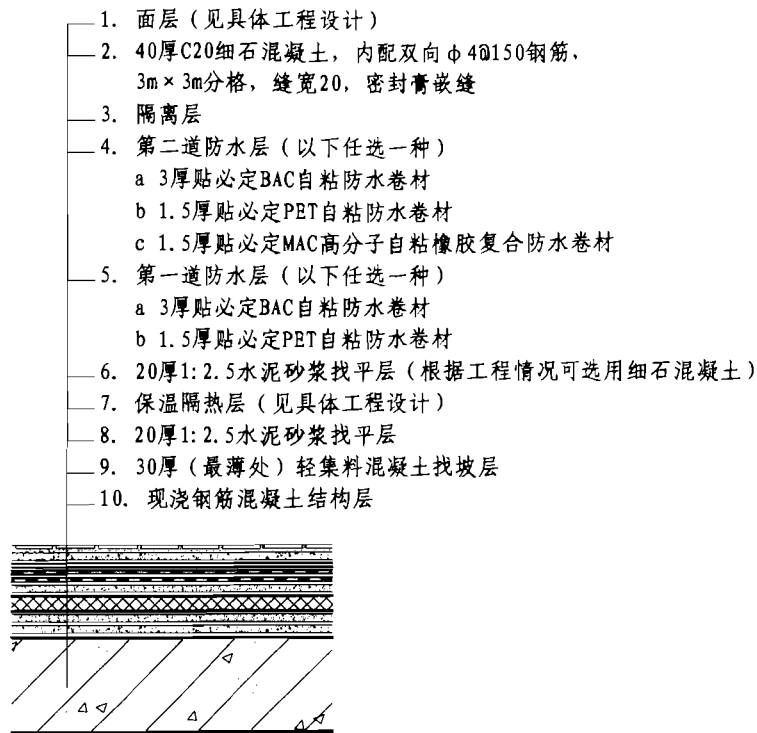 1. 面层（见具体工程设计）
2. 40厚C20细石混凝土，内配双向φ4@150钢筋，
3m×3m分格，缝宽20，密封膏嵌缝
3. 隔离层
4. 第二道防水层（以下任选一种）
a 3厚贴必定BAC自粘防水卷材
b 1.5厚贴必定PET自粘防水卷材
c 1.5厚贴必定MAC高分子自粘橡胶复合防水卷材
5. 第一道防水层（以下任选一种）
a 3厚贴必定BAC自粘防水卷材
b 1.5厚贴必定PET自粘防水卷材
6. 20厚1:2.5水泥砂浆找平层（根据工程情况可选用细石混凝土）
7. 保温隔热层（见具体工程设计）
8. 20厚1:2.5水泥砂浆找平层
9. 30厚（最薄处）轻集料混凝土找坡层
10. 现浇钢筋混凝土结构层